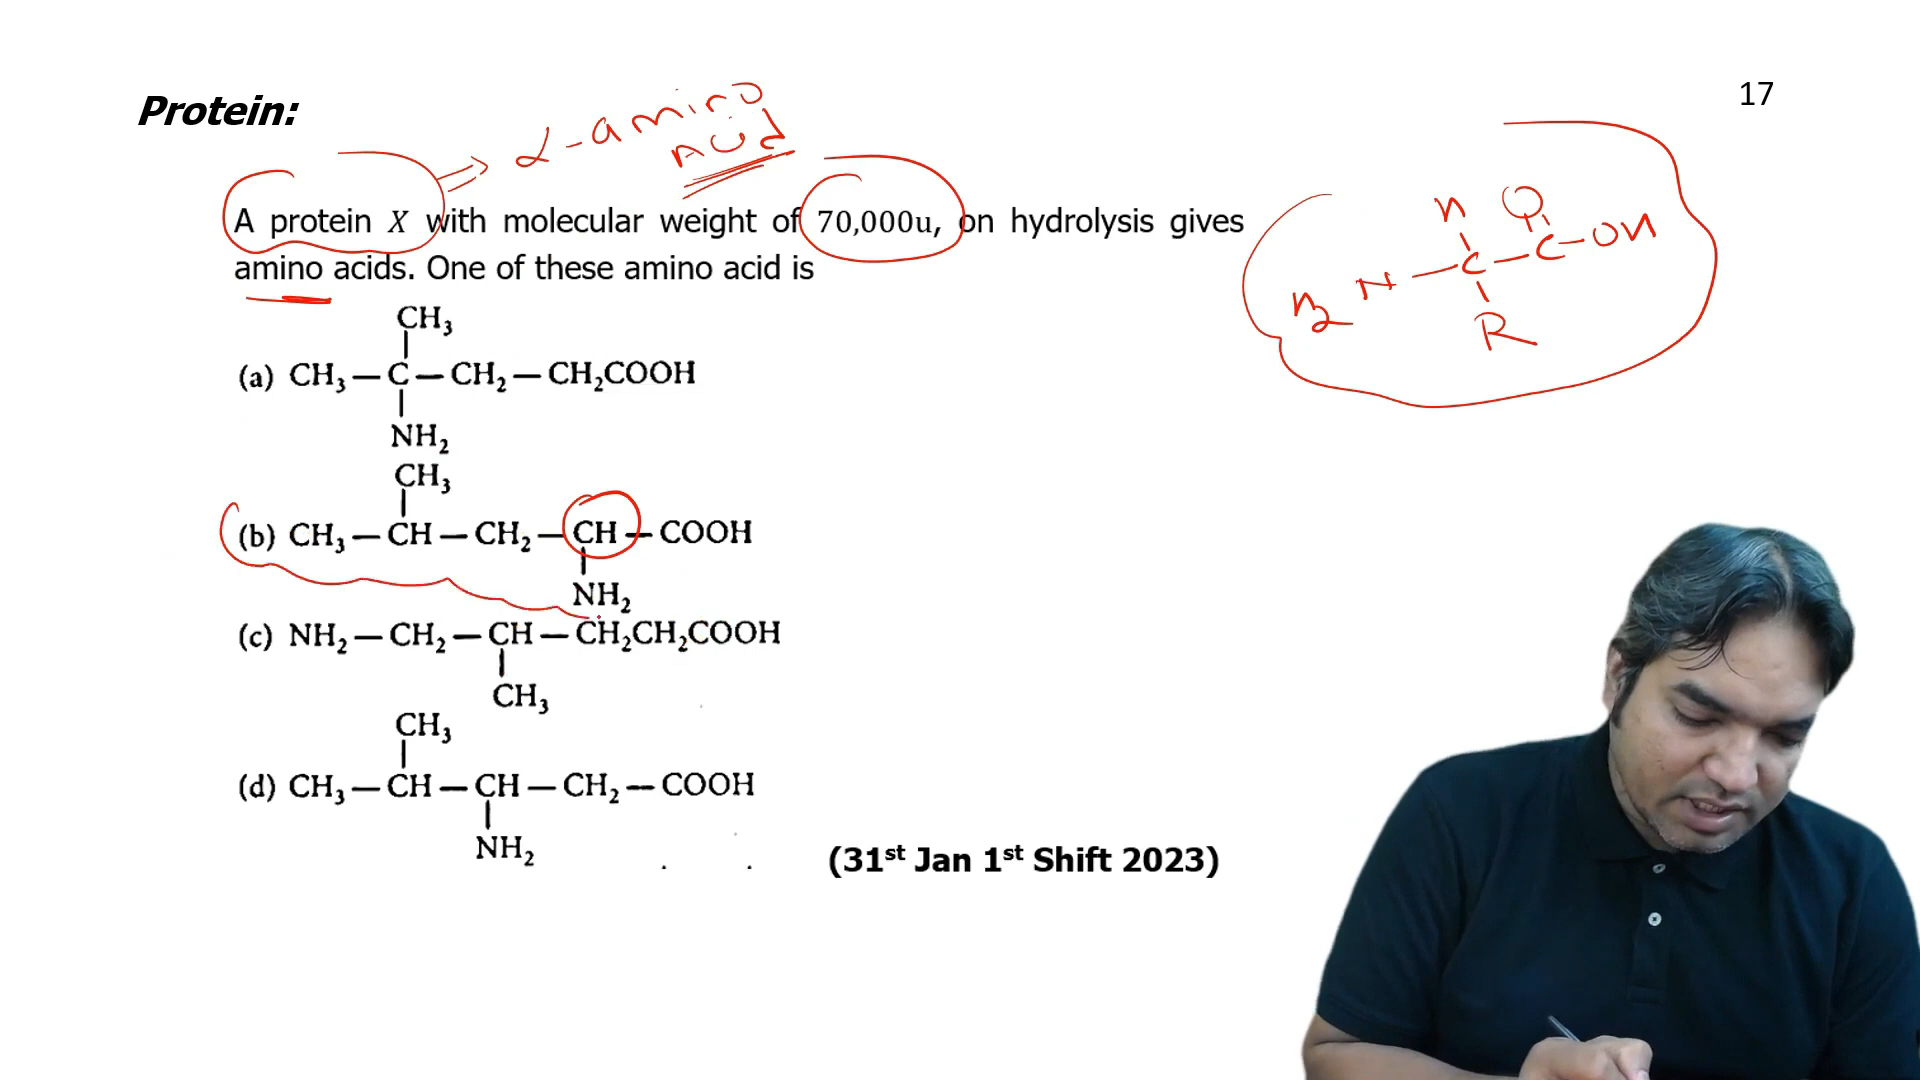 Protein:
17
α-amino
Acid
A protein X with molecular weight of 70,000u, on hydrolysis gives
amino acids. One of these amino acid is
H O
H2 N — C — C — OH
R
CH₃
(a) CH₃—C—CH₂—CH₂COOH
NH₂
CH₃
(b) CH₃—CH—CH₂—CH—COOH
NH₂
(c) NH₂—CH₂—CH—CH₂CH₂COOH
CH₃
CH₃
(d) CH₃—CH—CH—CH₂—COOH
NH₂
(31st Jan 1st Shift 2023)